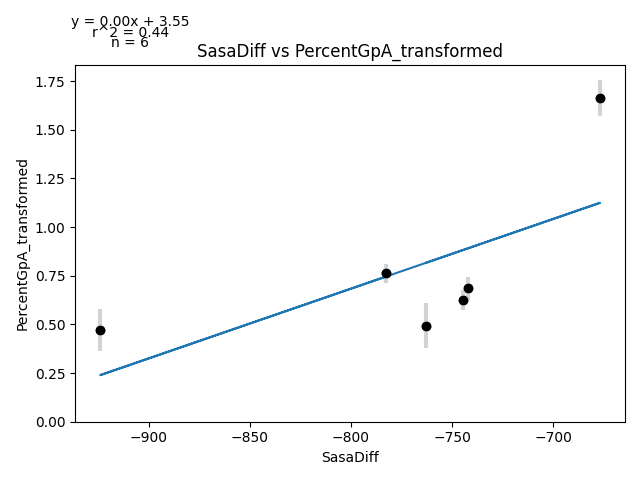 y = 0.00x + 3.55
r^2 = 0.44
n = 6
SasaDiff vs PercentGpA_transformed
1.75
1.50
1.25
1.00
0.75
0.50
0.25
0.00
PercentGpA_transformed
−900
−850
−800
−750
−700
SasaDiff